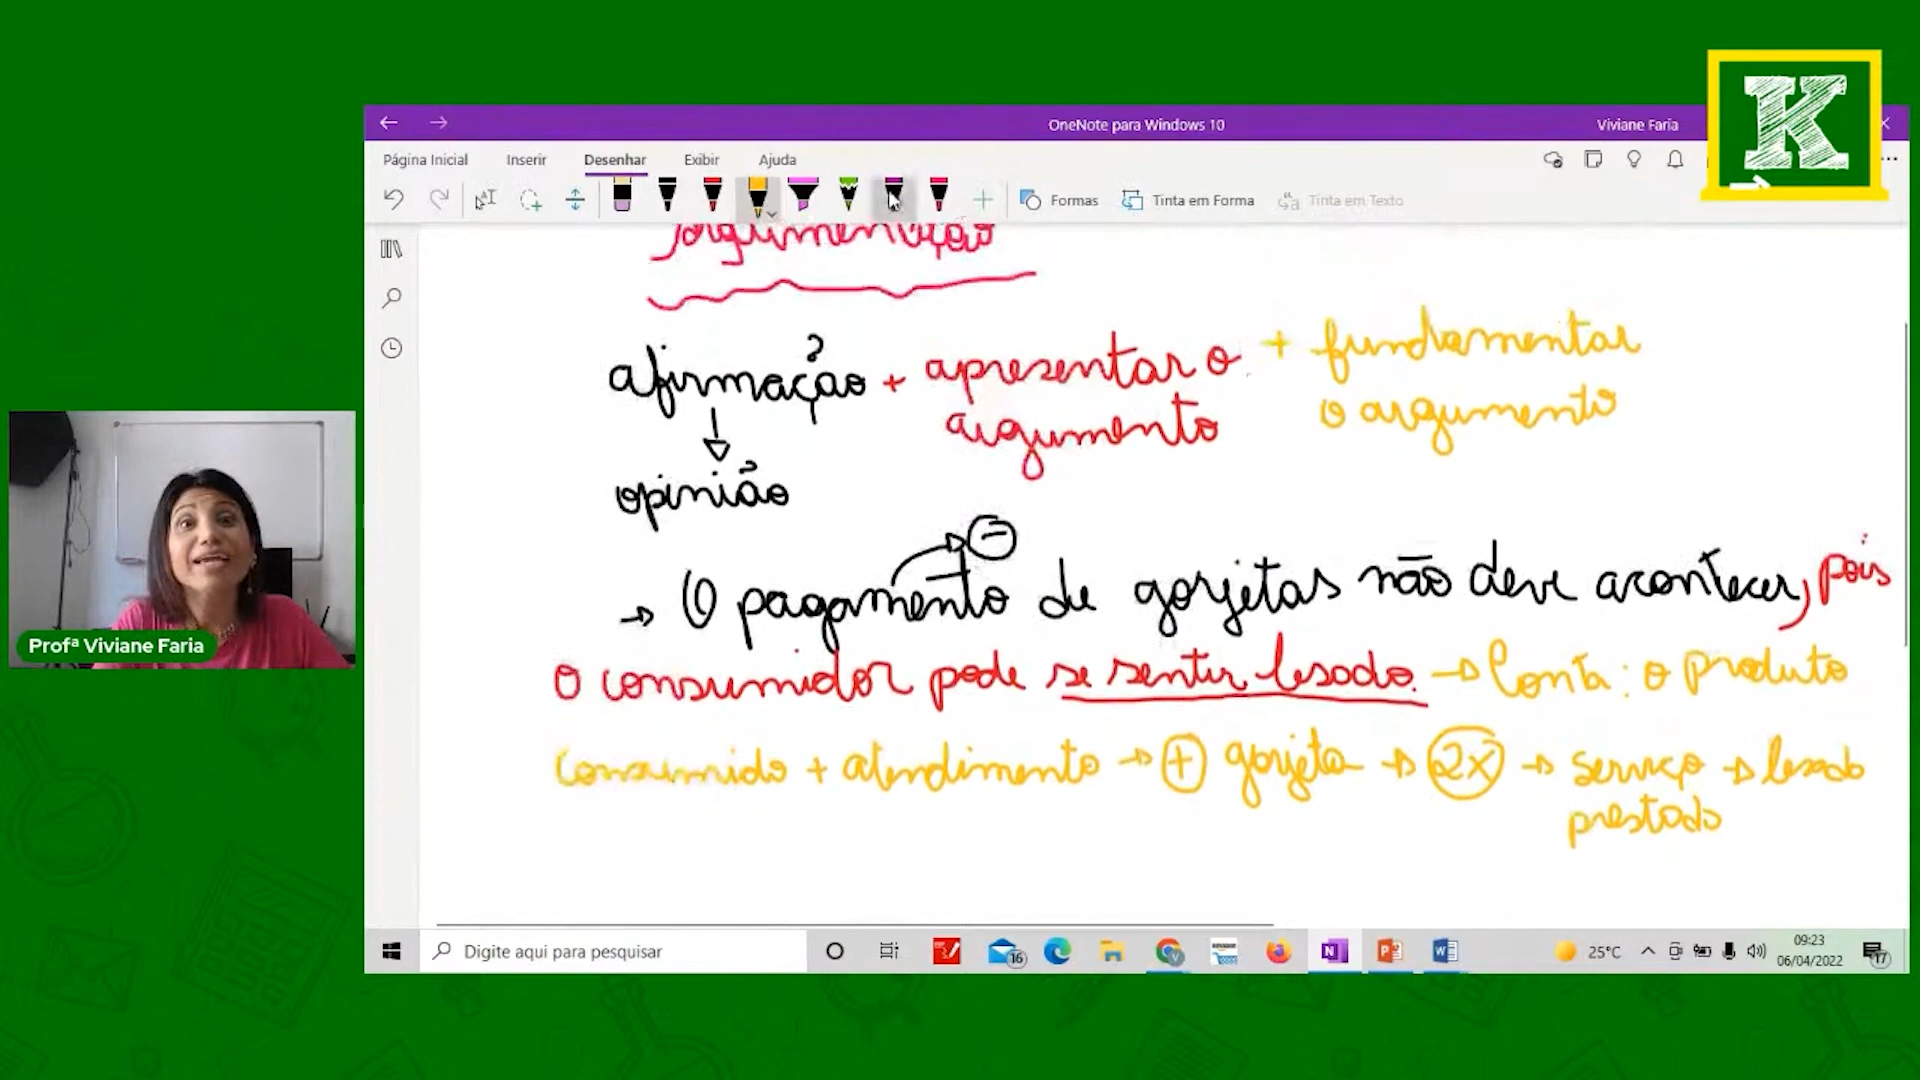 K
OneNote para Windows 10
Viviane Faria
Página Inicial Inserir Desenhar Exibir Ajuda
Formas Tinta em Forma Tinta em Texto
Argumentação
afirmação + apresentar o + fundamentar
argumento o argumento
opinião
→ O pagamento de gorjetas não deve acontecer, pois
o consumidor pode se sentir lesado. → Conta: o produto
consumido + atendimento → + gorjeta → 2x → serviço → lesado
prestado
Profª Viviane Faria
Digite aqui para pesquisar
16
25°C
09:23
06/04/2022
17